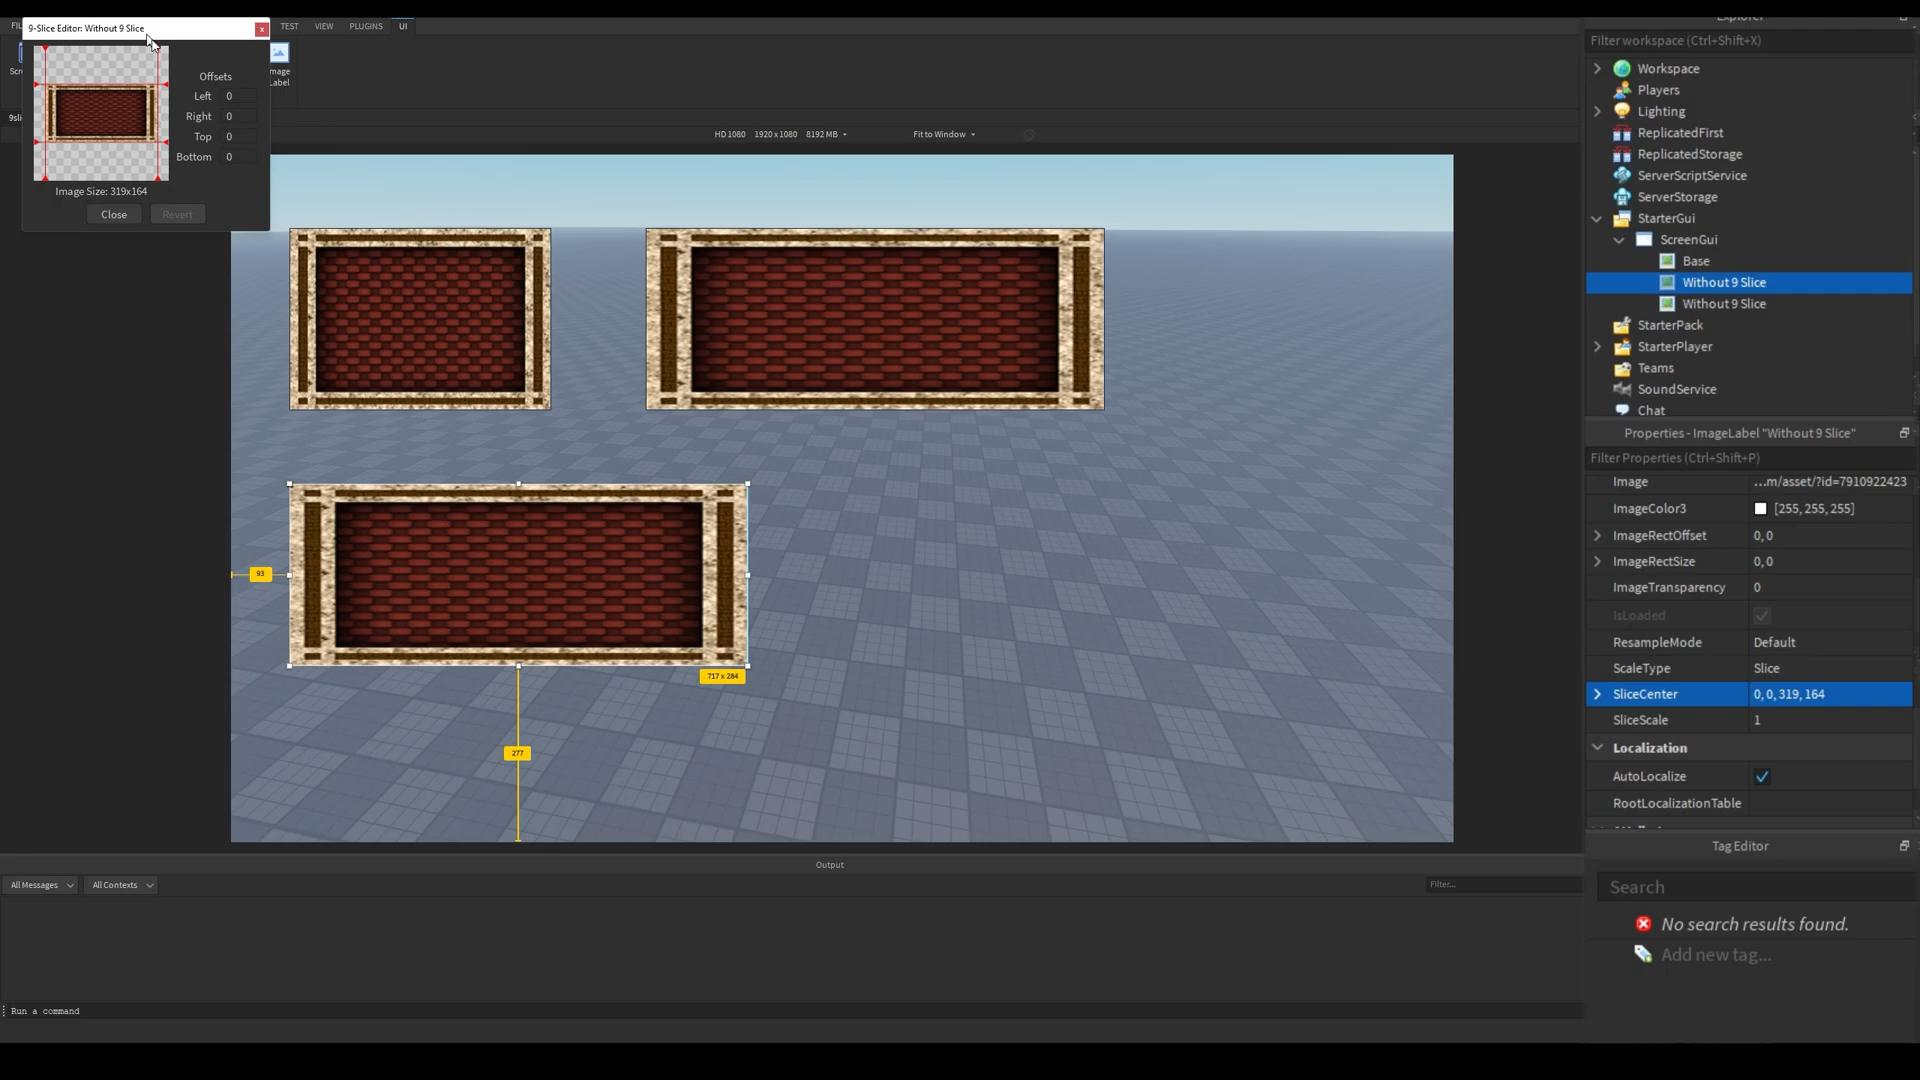 9-Slice Editor: Without 9 Slice
x
TEST
VIEW
PLUGINS
UI
Offsets
Left 0
Right 0
Top 0
Bottom 0
Image Size: 319x164
Close
Revert
Label
HD 1080 1920 x 1080 8192 MB
Fit to Window
93
717 x 284
277
Output
All Messages
All Contexts
Filter...
Run a command
Explorer
Filter workspace (Ctrl+Shift+X)
Workspace
Players
Lighting
ReplicatedFirst
ReplicatedStorage
ServerScriptService
ServerStorage
StarterGui
ScreenGui
Base
Without 9 Slice
Without 9 Slice
StarterPack
StarterPlayer
Teams
SoundService
Chat
Properties - ImageLabel "Without 9 Slice"
Filter Properties (Ctrl+Shift+P)
Image ...m/asset/?id=7910922423
ImageColor3 [255, 255, 255]
ImageRectOffset 0, 0
ImageRectSize 0, 0
ImageTransparency 0
IsLoaded
ResampleMode Default
ScaleType Slice
SliceCenter 0, 0, 319, 164
SliceScale 1
Localization
AutoLocalize
RootLocalizationTable
Tag Editor
Search
No search results found.
Add new tag...